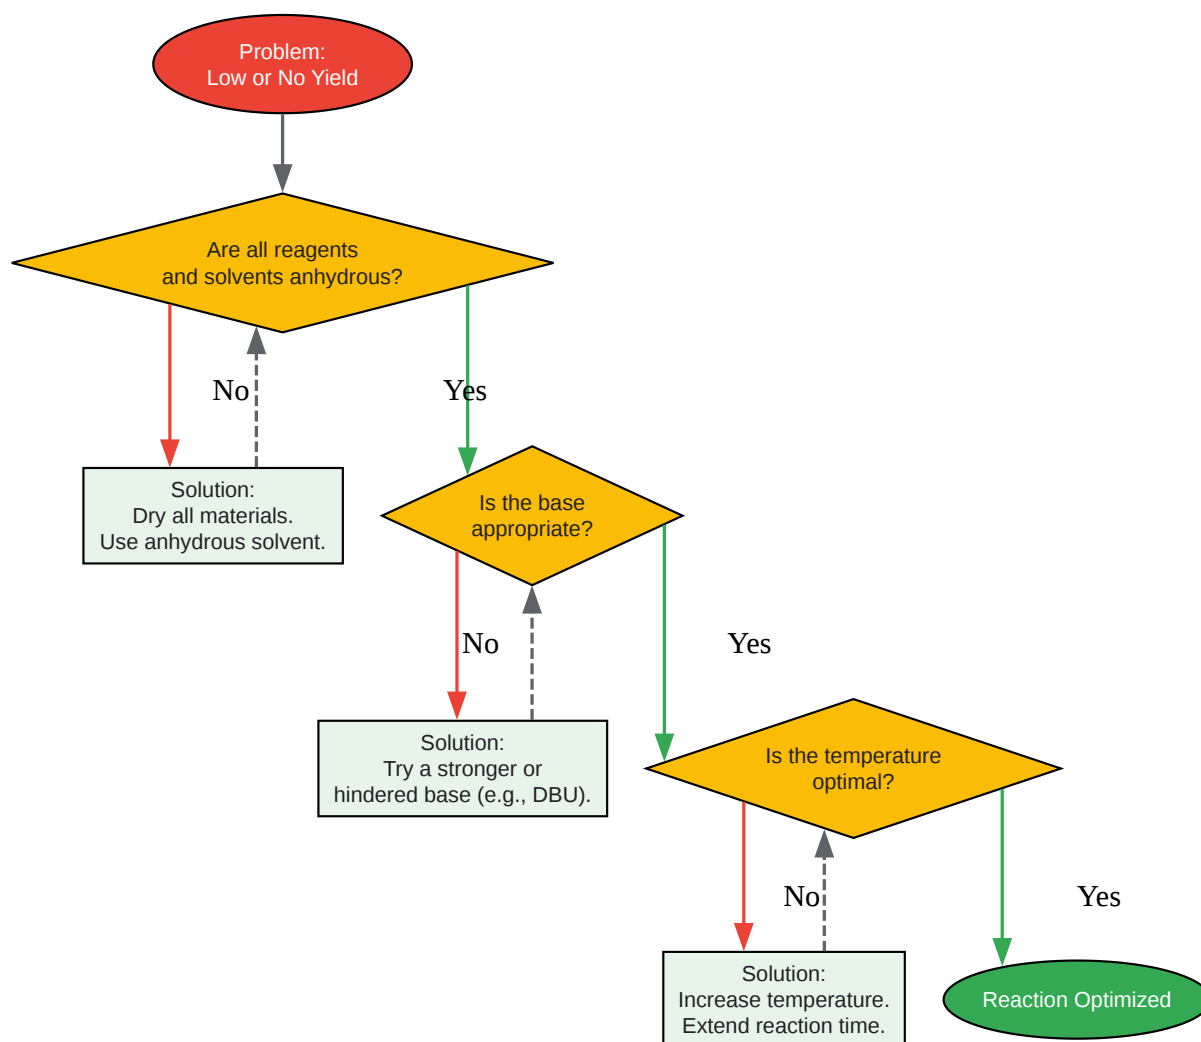 Problem:
Low or No Yield
Are all reagents
and solvents anhydrous?
No
Yes
Solution:
Dry all materials.
Use anhydrous solvent.
Is the base
appropriate?
No
Yes
Solution:
Try a stronger or
hindered base (e.g., DBU).
Is the temperature
optimal?
No
Yes
Solution:
Increase temperature.
Extend reaction time.
Reaction Optimized